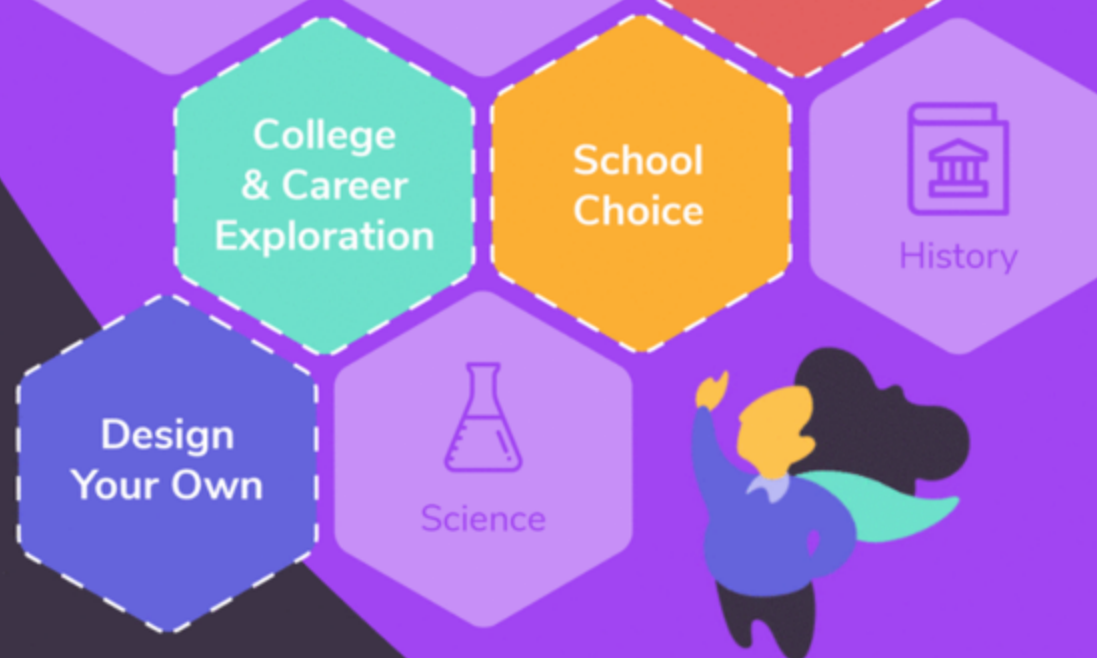 College
& Career
Exploration
School
Choice
History
Design
Your Own
Science